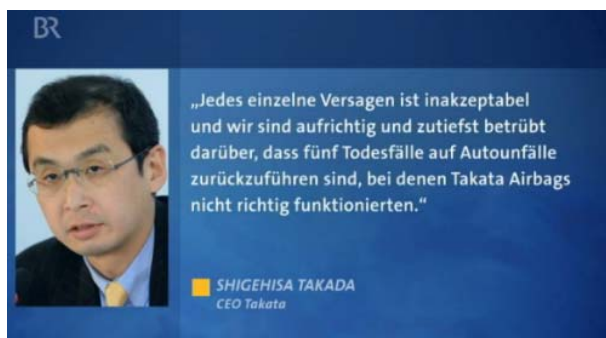 BR
„Jedes einzelne Versagen ist inakzeptabel
und wir sind aufrichtig und zutiefst betrübt
darüber, dass fünf Todesfälle auf Autounfälle
zurückzuführen sind, bei denen Takata Airbags
nicht richtig funktionierten.“
SHIGEHISA TAKADA
CEO Takata